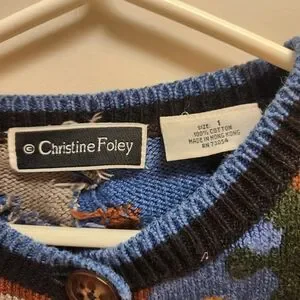 © Christine Foley
SIZE: 1
100% COTTON
MADE IN HONG KONG
RN 73054